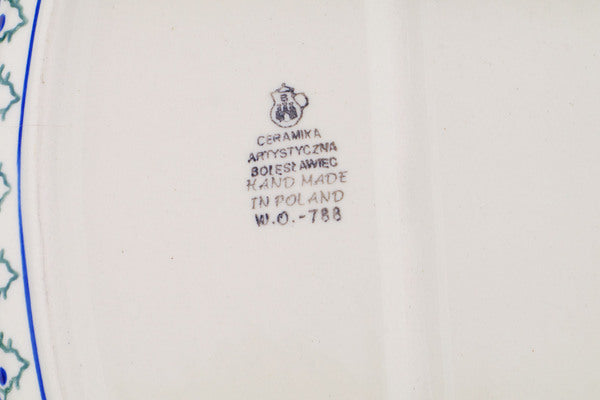 CERAMIKA
ARTYSTYCZNA
BOLESŁAWIEC
HAND MADE
IN POLAND
W.O.-788